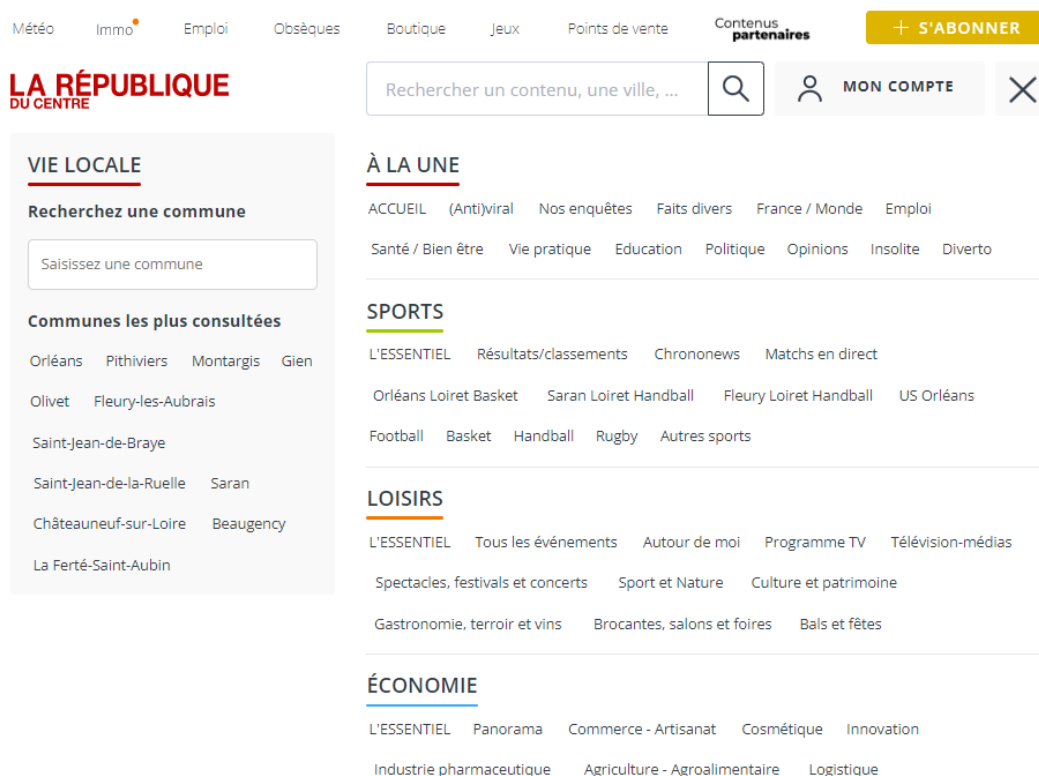 Météo Immo Emploi Obsèques Boutique Jeux Points de vente Contenus partenaires + S'ABONNER
LA RÉPUBLIQUE
DU CENTRE
Rechercher un contenu, une ville, ... MON COMPTE
VIE LOCALE
Recherchez une commune
Saisissez une commune
Communes les plus consultées
Orléans Pithiviers Montargis Gien
Olivet Fleury-les-Aubrais
Saint-Jean-de-Braye
Saint-Jean-de-la-Ruelle Saran
Châteauneuf-sur-Loire Beaugency
La Ferté-Saint-Aubin
À LA UNE
ACCUEIL (Anti)viral Nos enquêtes Faits divers France / Monde Emploi
Santé / Bien être Vie pratique Education Politique Opinions Insolite Diverto
SPORTS
L'ESSENTIEL Résultats/classements Chrononews Matchs en direct
Orléans Loiret Basket Saran Loiret Handball Fleury Loiret Handball US Orléans
Football Basket Handball Rugby Autres sports
LOISIRS
L'ESSENTIEL Tous les événements Autour de moi Programme TV Télévision-médias
Spectacles, festivals et concerts Sport et Nature Culture et patrimoine
Gastronomie, terroir et vins Brocantes, salons et foires Bals et fêtes
ÉCONOMIE
L'ESSENTIEL Panorama Commerce - Artisanat Cosmétique Innovation
Industrie pharmaceutique Agriculture - Agroalimentaire Logistique